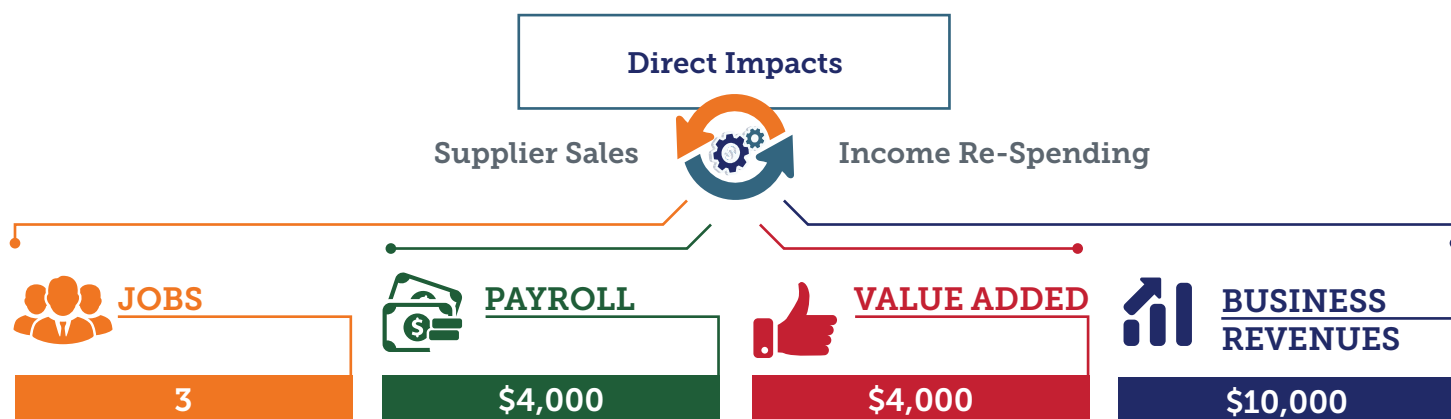 Direct Impacts
Supplier Sales
Income Re-Spending
JOBS
3
PAYROLL
$
$4,000
VALUE ADDED
$4,000
BUSINESS
REVENUES
$10,000